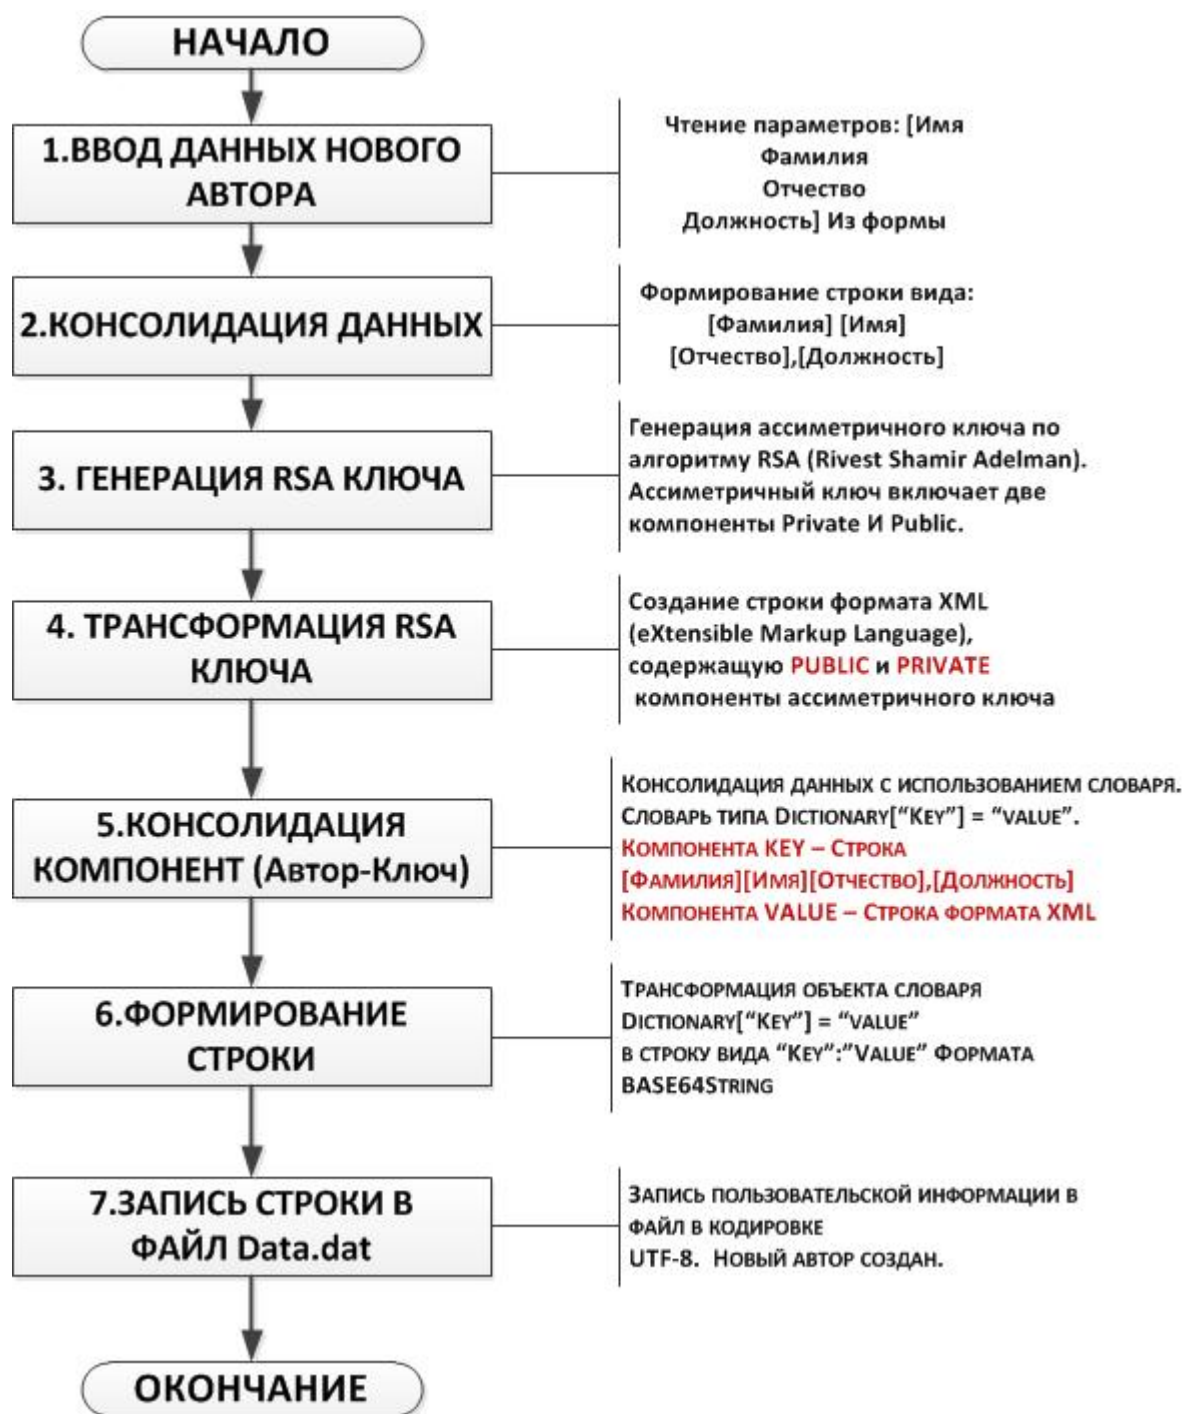 НАЧАЛО
1.ВВОД ДАННЫХ НОВОГО
АВТОРА
Чтение параметров: [Имя
Фамилия
Отчество
Должность] Из формы
2.КОНСОЛИДАЦИЯ ДАННЫХ
Формирование строки вида:
[Фамилия] [Имя]
[Отчество],[Должность]
3. ГЕНЕРАЦИЯ RSA КЛЮЧА
Генерация ассиметричного ключа по
алгоритму RSA (Rivest Shamir Adelman).
Ассиметричный ключ включает две
компоненты Private И Public.
4. ТРАНСФОРМАЦИЯ RSA
КЛЮЧА
Создание строки формата XML
(eXtensible Markup Language),
содержащую PUBLIC и PRIVATE
компоненты ассиметричного ключа
5.КОНСОЛИДАЦИЯ
КОМПОНЕНТ (Автор-Ключ)
Консолидация данных с использованием словаря.
Словарь типа Dictionary[“Key”] = “value”.
Компонента KEY – Строка
[Фамилия][Имя][Отчество],[Должность]
Компонента VALUE – Строка формата XML
6.ФОРМИРОВАНИЕ
СТРОКИ
Трансформация объекта словаря
Dictionary[“Key”] = “value”
в строку вида “Key”:”Value” Формата
BASE64String
7.ЗАПИСЬ СТРОКИ В
ФАЙЛ Data.dat
Запись пользовательской информации в
файл в кодировке
UTF-8. Новый автор создан.
ОКОНЧАНИЕ